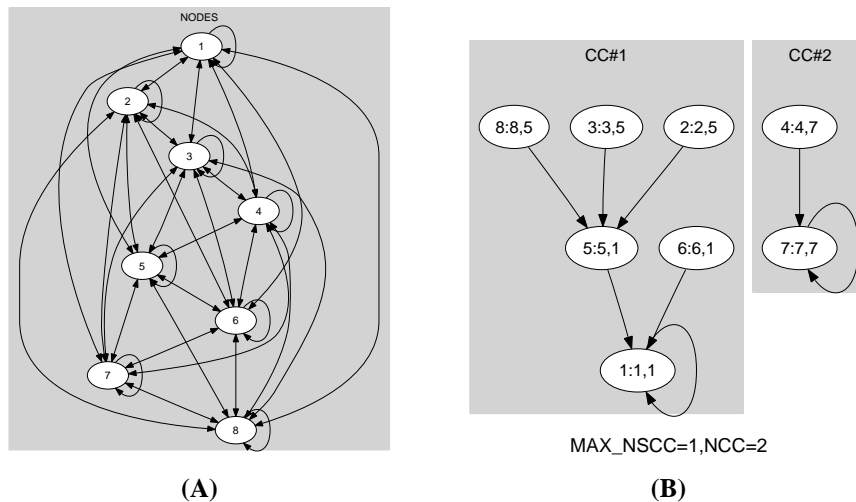 NODES
1
2
3
4
5
6
7
8
(A)
CC#1
CC#2
8:8,5
3:3,5
2:2,5
4:4,7
5:5,1
6:6,1
7:7,7
1:1,1
MAX_NSCC=1,NCC=2
(B)